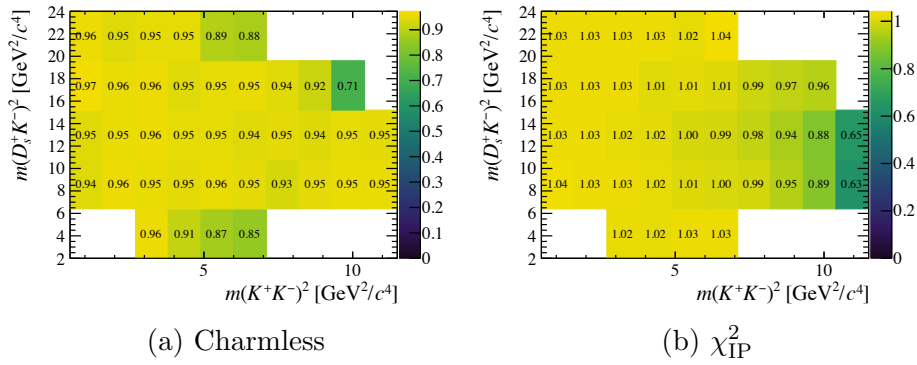 m(D_s^+K^-)^2 [GeV^2/c^4]
24
22
20
18
16
14
12
10
8
6
4
2
0.96 0.95 0.95 0.95 0.89 0.88
0.97 0.96 0.96 0.95 0.95 0.95 0.94 0.92 0.71
0.95 0.95 0.96 0.95 0.95 0.94 0.95 0.94 0.95 0.95
0.94 0.96 0.95 0.95 0.96 0.95 0.93 0.95 0.95 0.95
0.96 0.91 0.87 0.85
5 10
m(K^+K^-)^2 [GeV^2/c^4]
0.9
0.8
0.7
0.6
0.5
0.4
0.3
0.2
0.1
0
(a) Charmless
m(D_s^+K^-)^2 [GeV^2/c^4]
24
22
20
18
16
14
12
10
8
6
4
2
1.03 1.03 1.03 1.03 1.02 1.04
1.03 1.03 1.03 1.01 1.01 1.01 0.99 0.97 0.96
1.03 1.03 1.02 1.02 1.00 0.99 0.98 0.94 0.88 0.65
1.04 1.03 1.03 1.02 1.01 1.00 0.99 0.95 0.89 0.63
1.02 1.02 1.03 1.03
5 10
m(K^+K^-)^2 [GeV^2/c^4]
1
0.8
0.6
0.4
0.2
0
(b) χ^2_IP